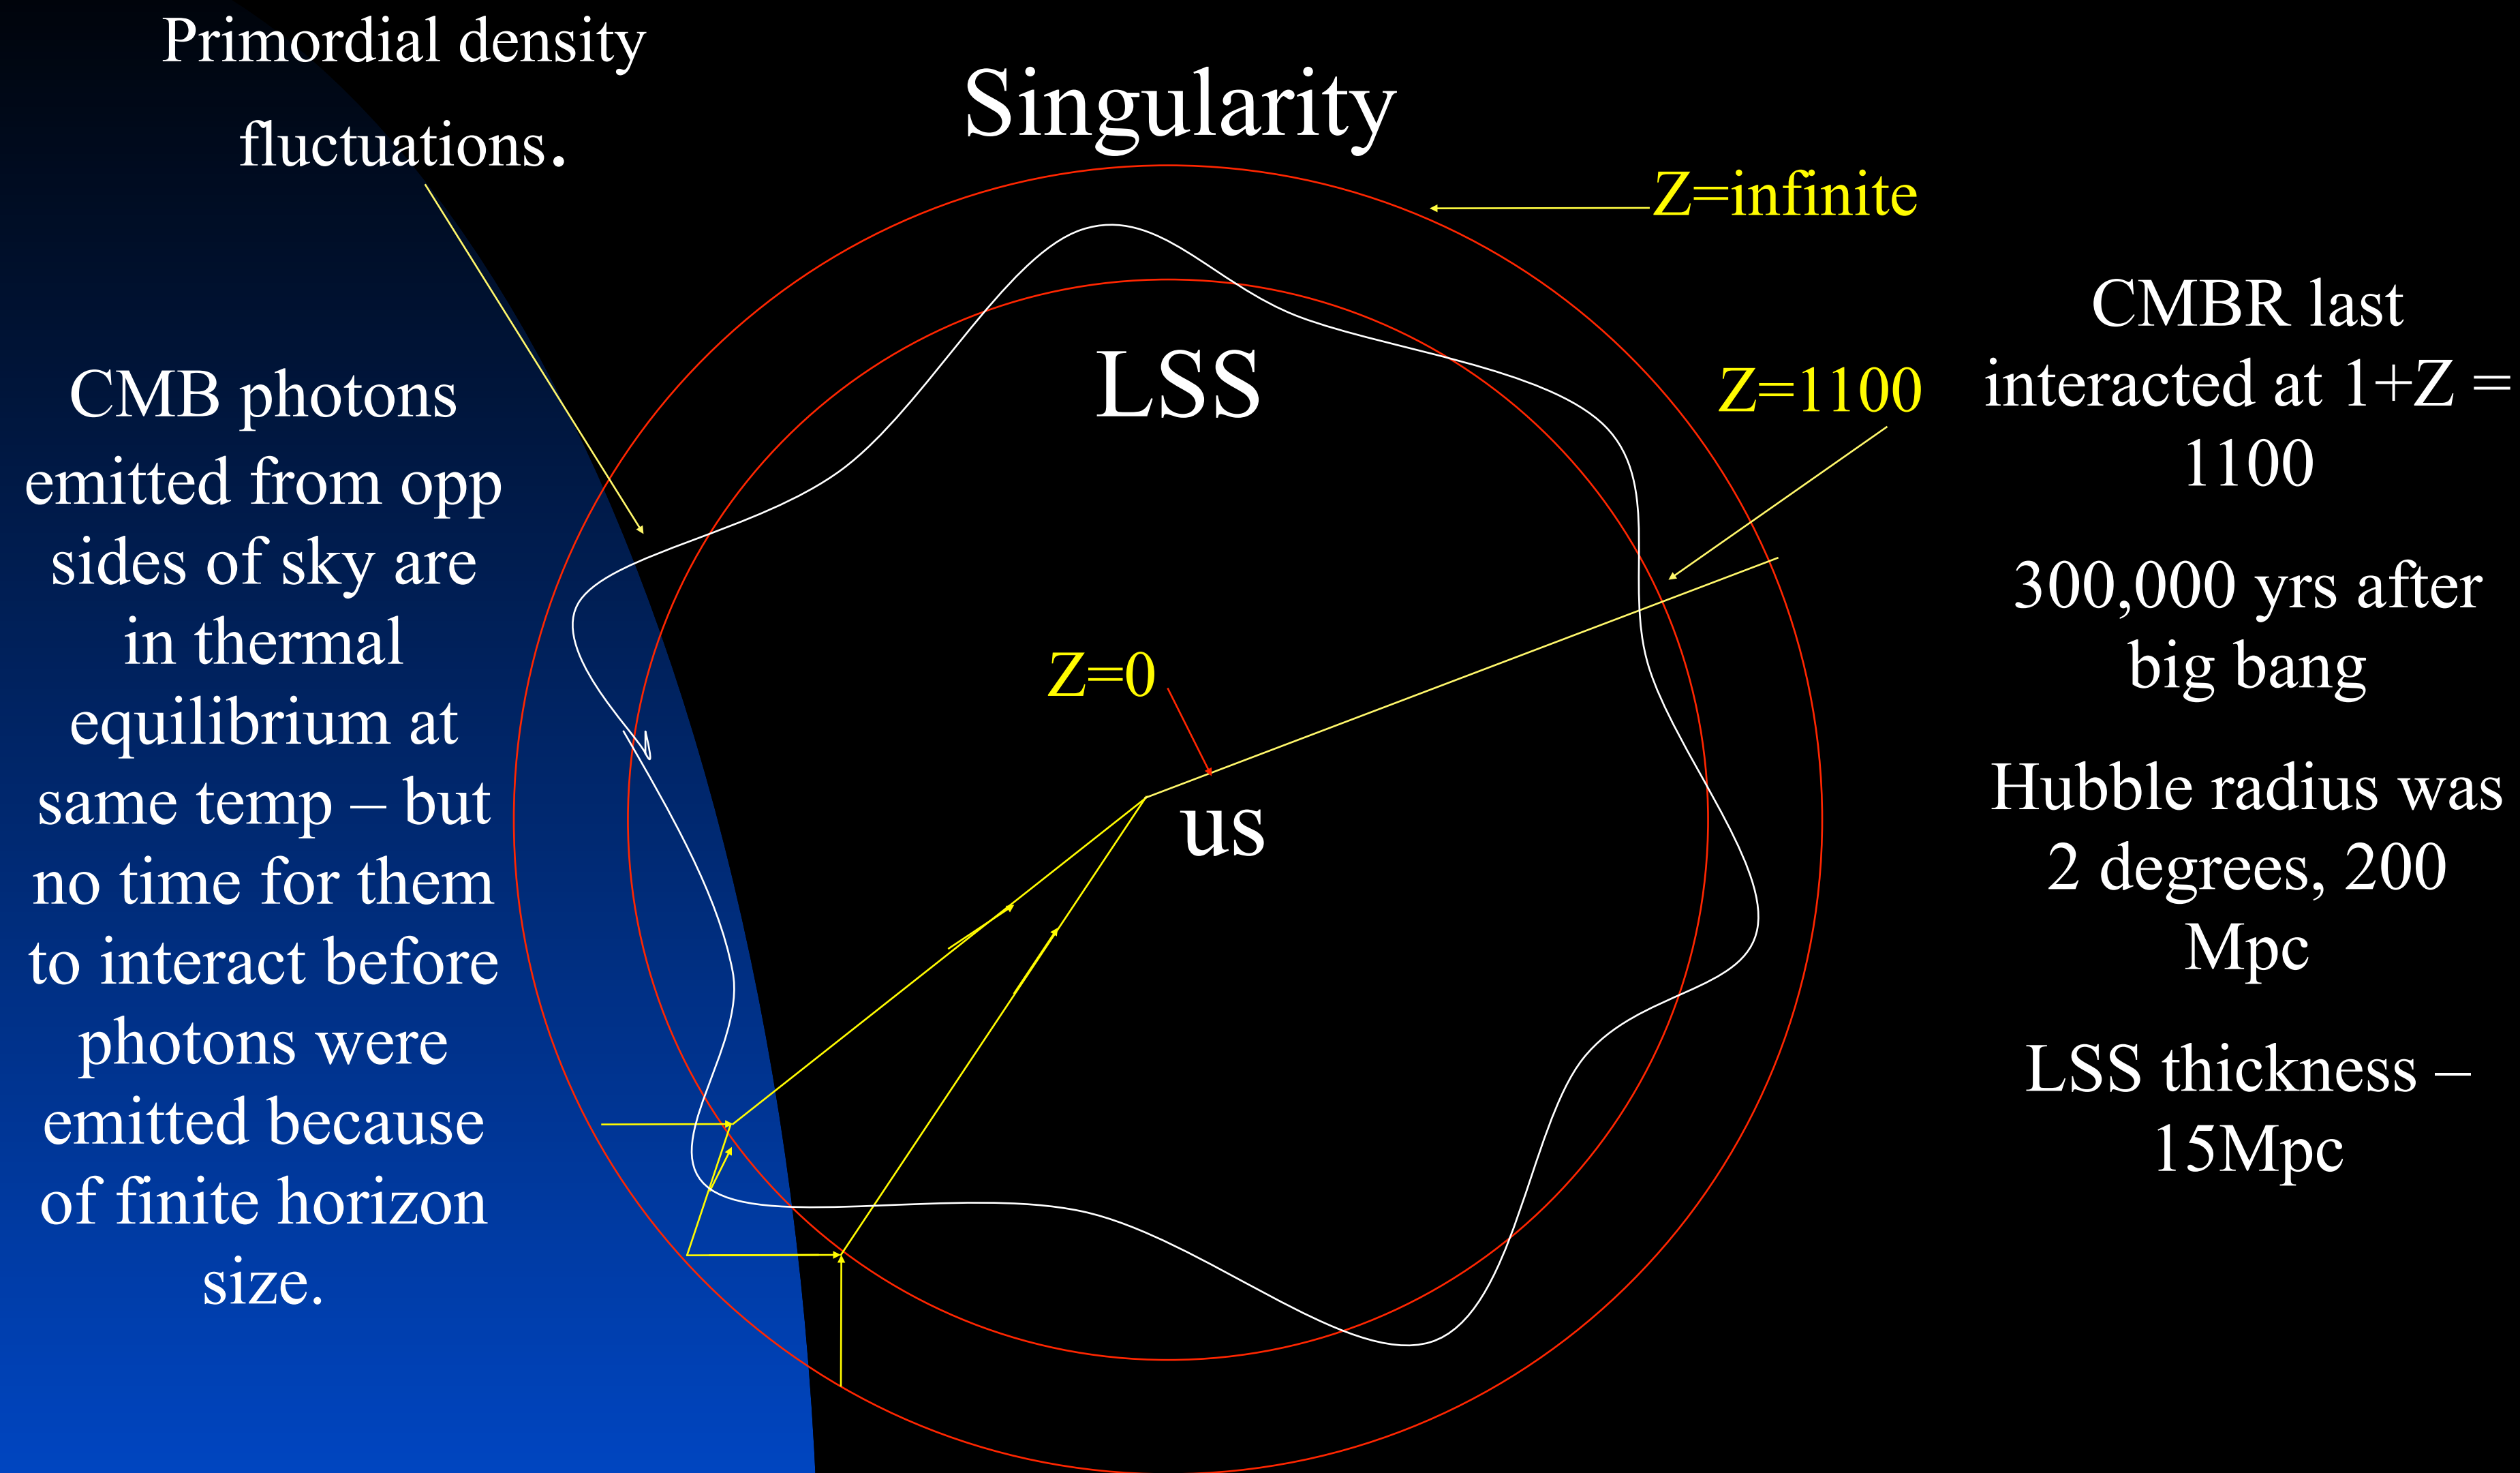 Primordial density
fluctuations.
Singularity
Z=infinite
CMB photons
emitted from opp
sides of sky are
in thermal
equilibrium at
same temp – but
no time for them
to interact before
photons were
emitted because
of finite horizon
size.
LSS
Z=1100
Z=0
us
CMBR last
interacted at 1+Z =
1100
300,000 yrs after
big bang
Hubble radius was
2 degrees, 200
Mpc
LSS thickness –
15Mpc